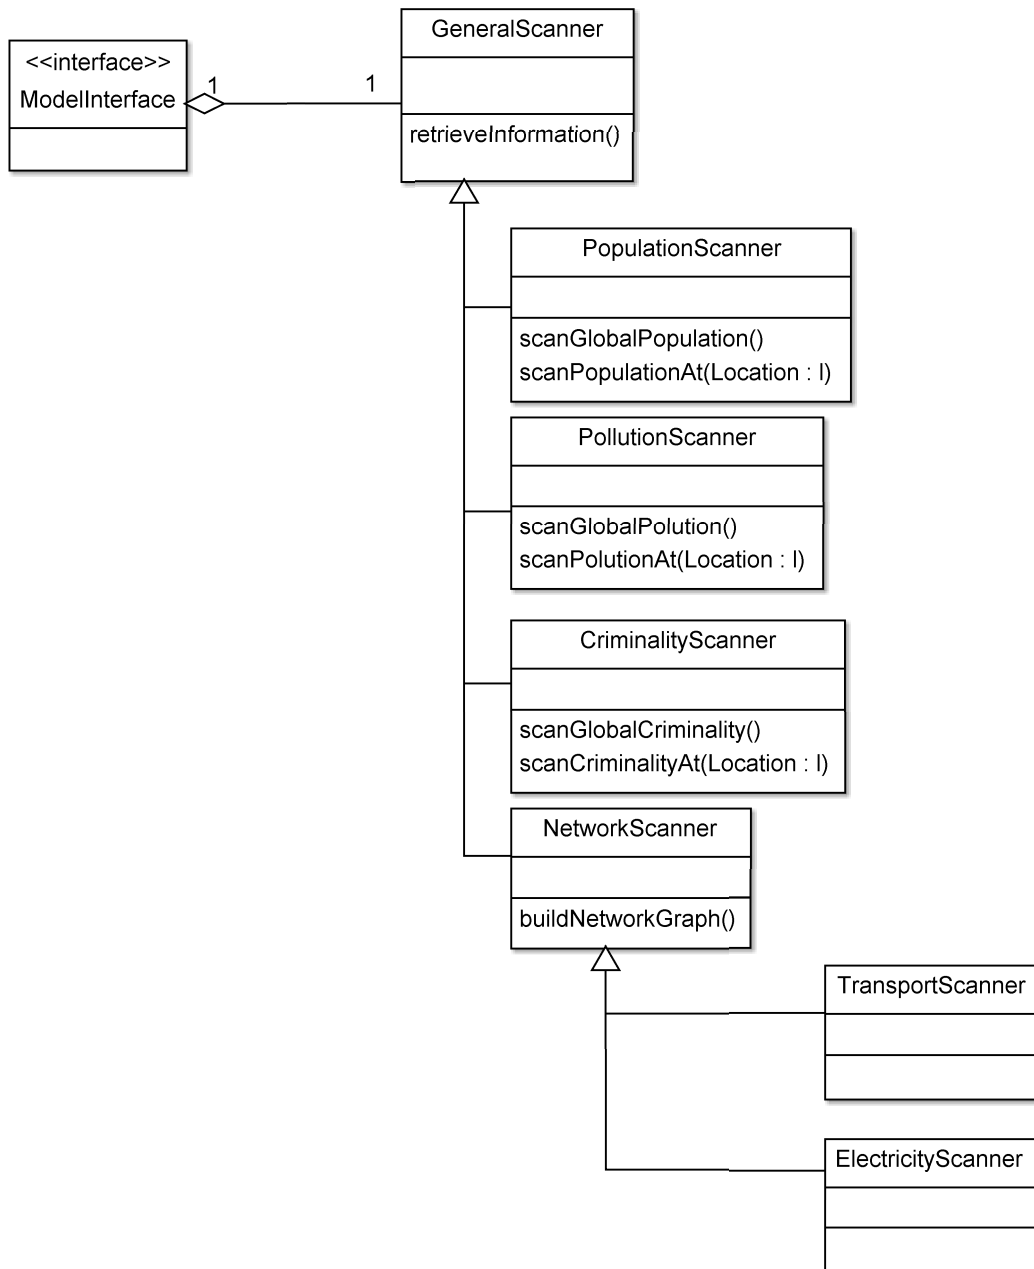 GeneralScanner
<<interface>>
ModelInterface
1
1
retrieveInformation()
PopulationScanner
scanGlobalPopulation()
scanPopulationAt(Location : l)
PollutionScanner
scanGlobalPolution()
scanPolutionAt(Location : l)
CriminalityScanner
scanGlobalCriminality()
scanCriminalityAt(Location : l)
NetworkScanner
buildNetworkGraph()
TransportScanner
ElectricityScanner